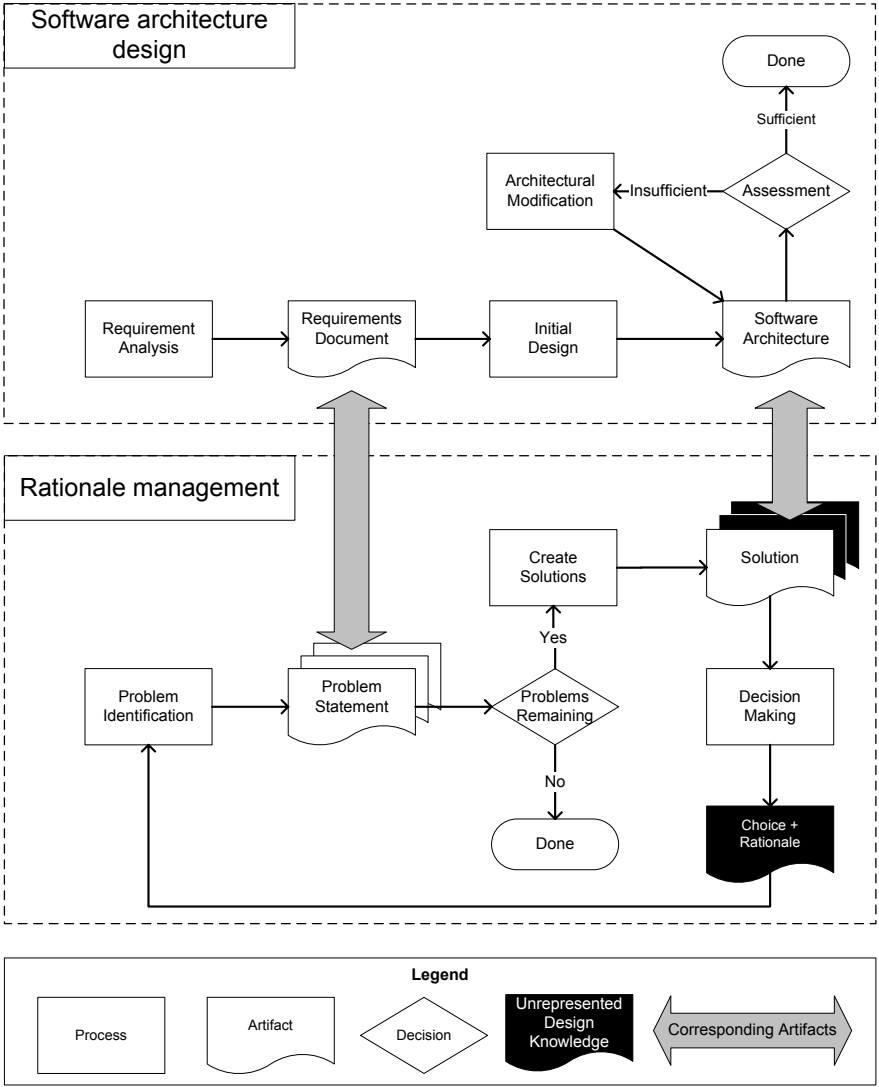 Software architecture
design
Done
Sufficient
Architectural
Modification
Insufficient
Assessment
Requirement
Analysis
Requirements
Document
Initial
Design
Software
Architecture
Rationale management
Create
Solutions
Solution
Yes
Problem
Identification
Problem
Statement
Problems
Remaining
Decision
Making
No
Done
Choice +
Rationale
Legend
Process
Artifact
Decision
Unrepresented
Design
Knowledge
Corresponding Artifacts